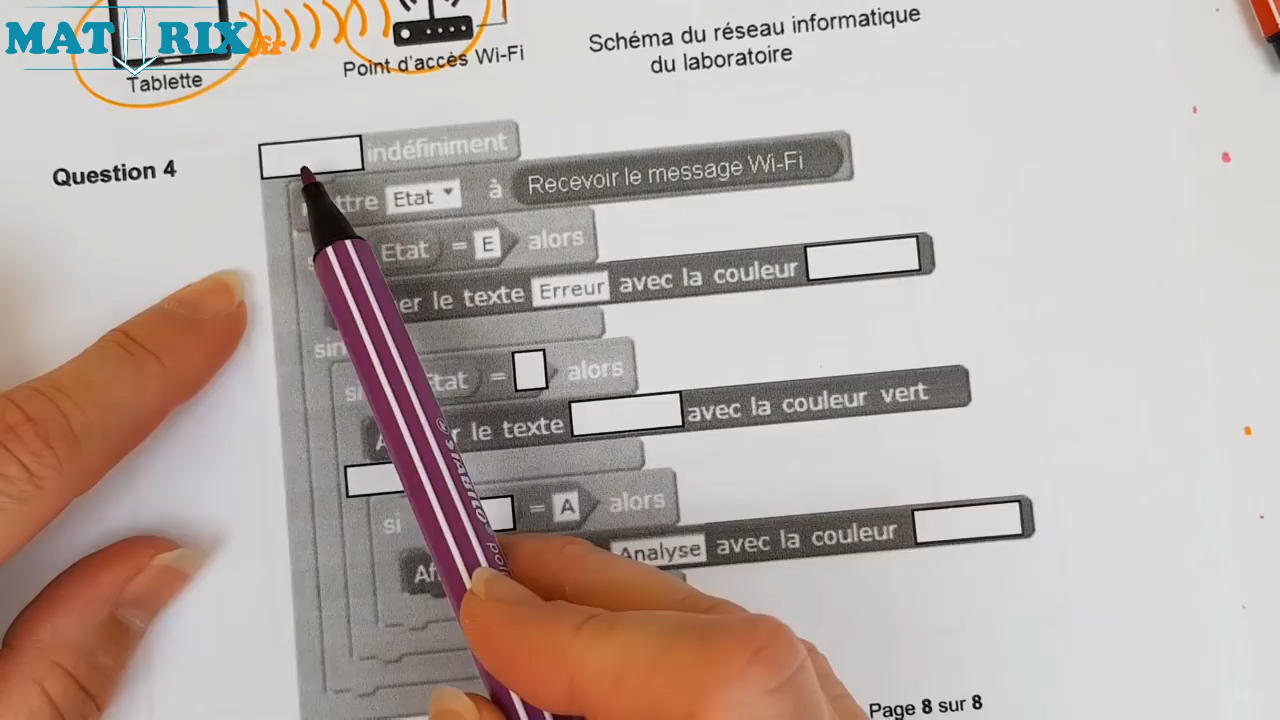 MATHRIX.fr
Tablette
Point d'accès Wi-Fi
Schéma du réseau informatique
du laboratoire
Question 4
indéfiniment
Etat à Recevoir le message Wi-Fi
Etat = E alors
le texte Erreur avec la couleur
= alors
le texte avec la couleur vert
si = A alors
Analyse avec la couleur
STABILO
Page 8 sur 8